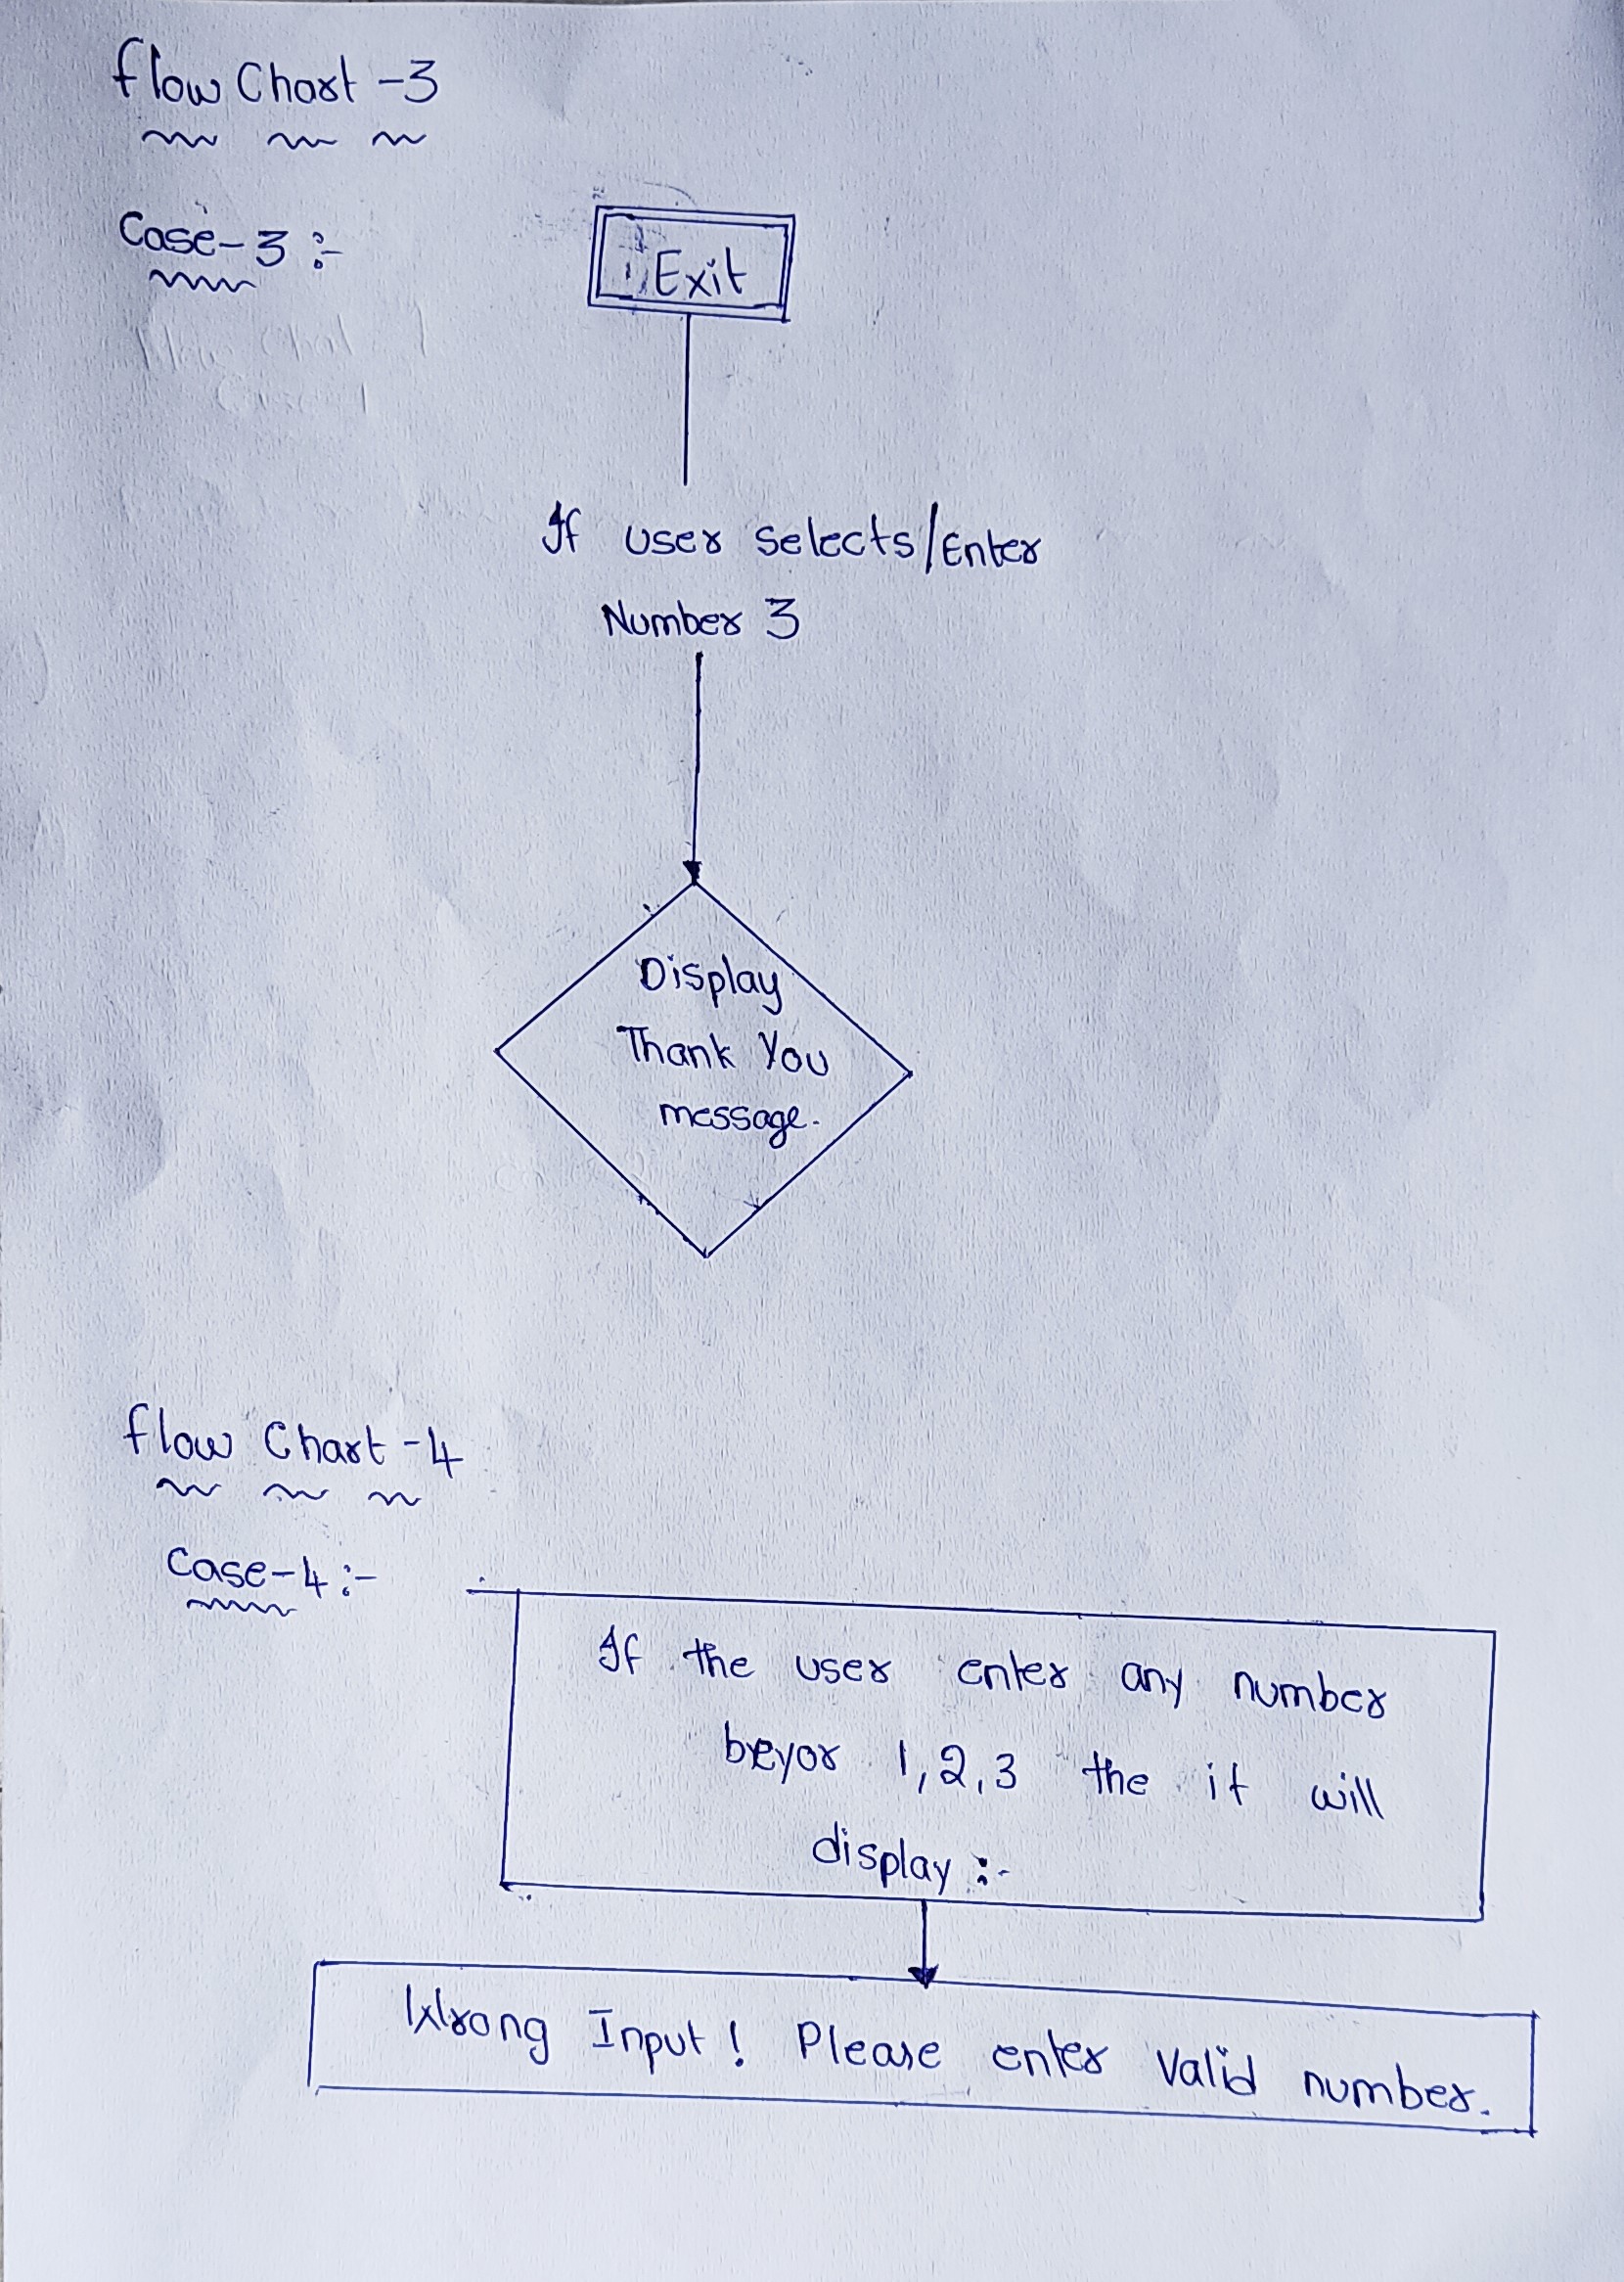 Flow Chart -3
Case-3 :-
Exit
If user selects/Enter
Number 3
Display
Thank You
message.
Flow Chart -4
Case-4 :-
If the user enter any number
beyor 1,2,3 the it will
display :-
Wrong Input! Please enter Valid number.